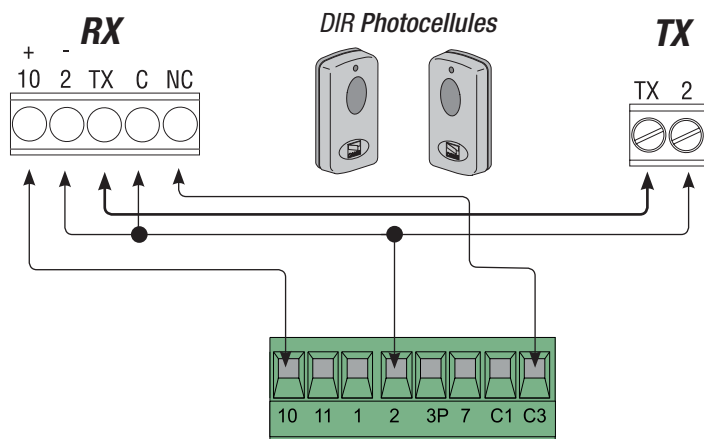 RX
DIR Photocellules
TX
+ -
10 2 TX C NC
TX 2
10 11 1 2 3P 7 C1 C3